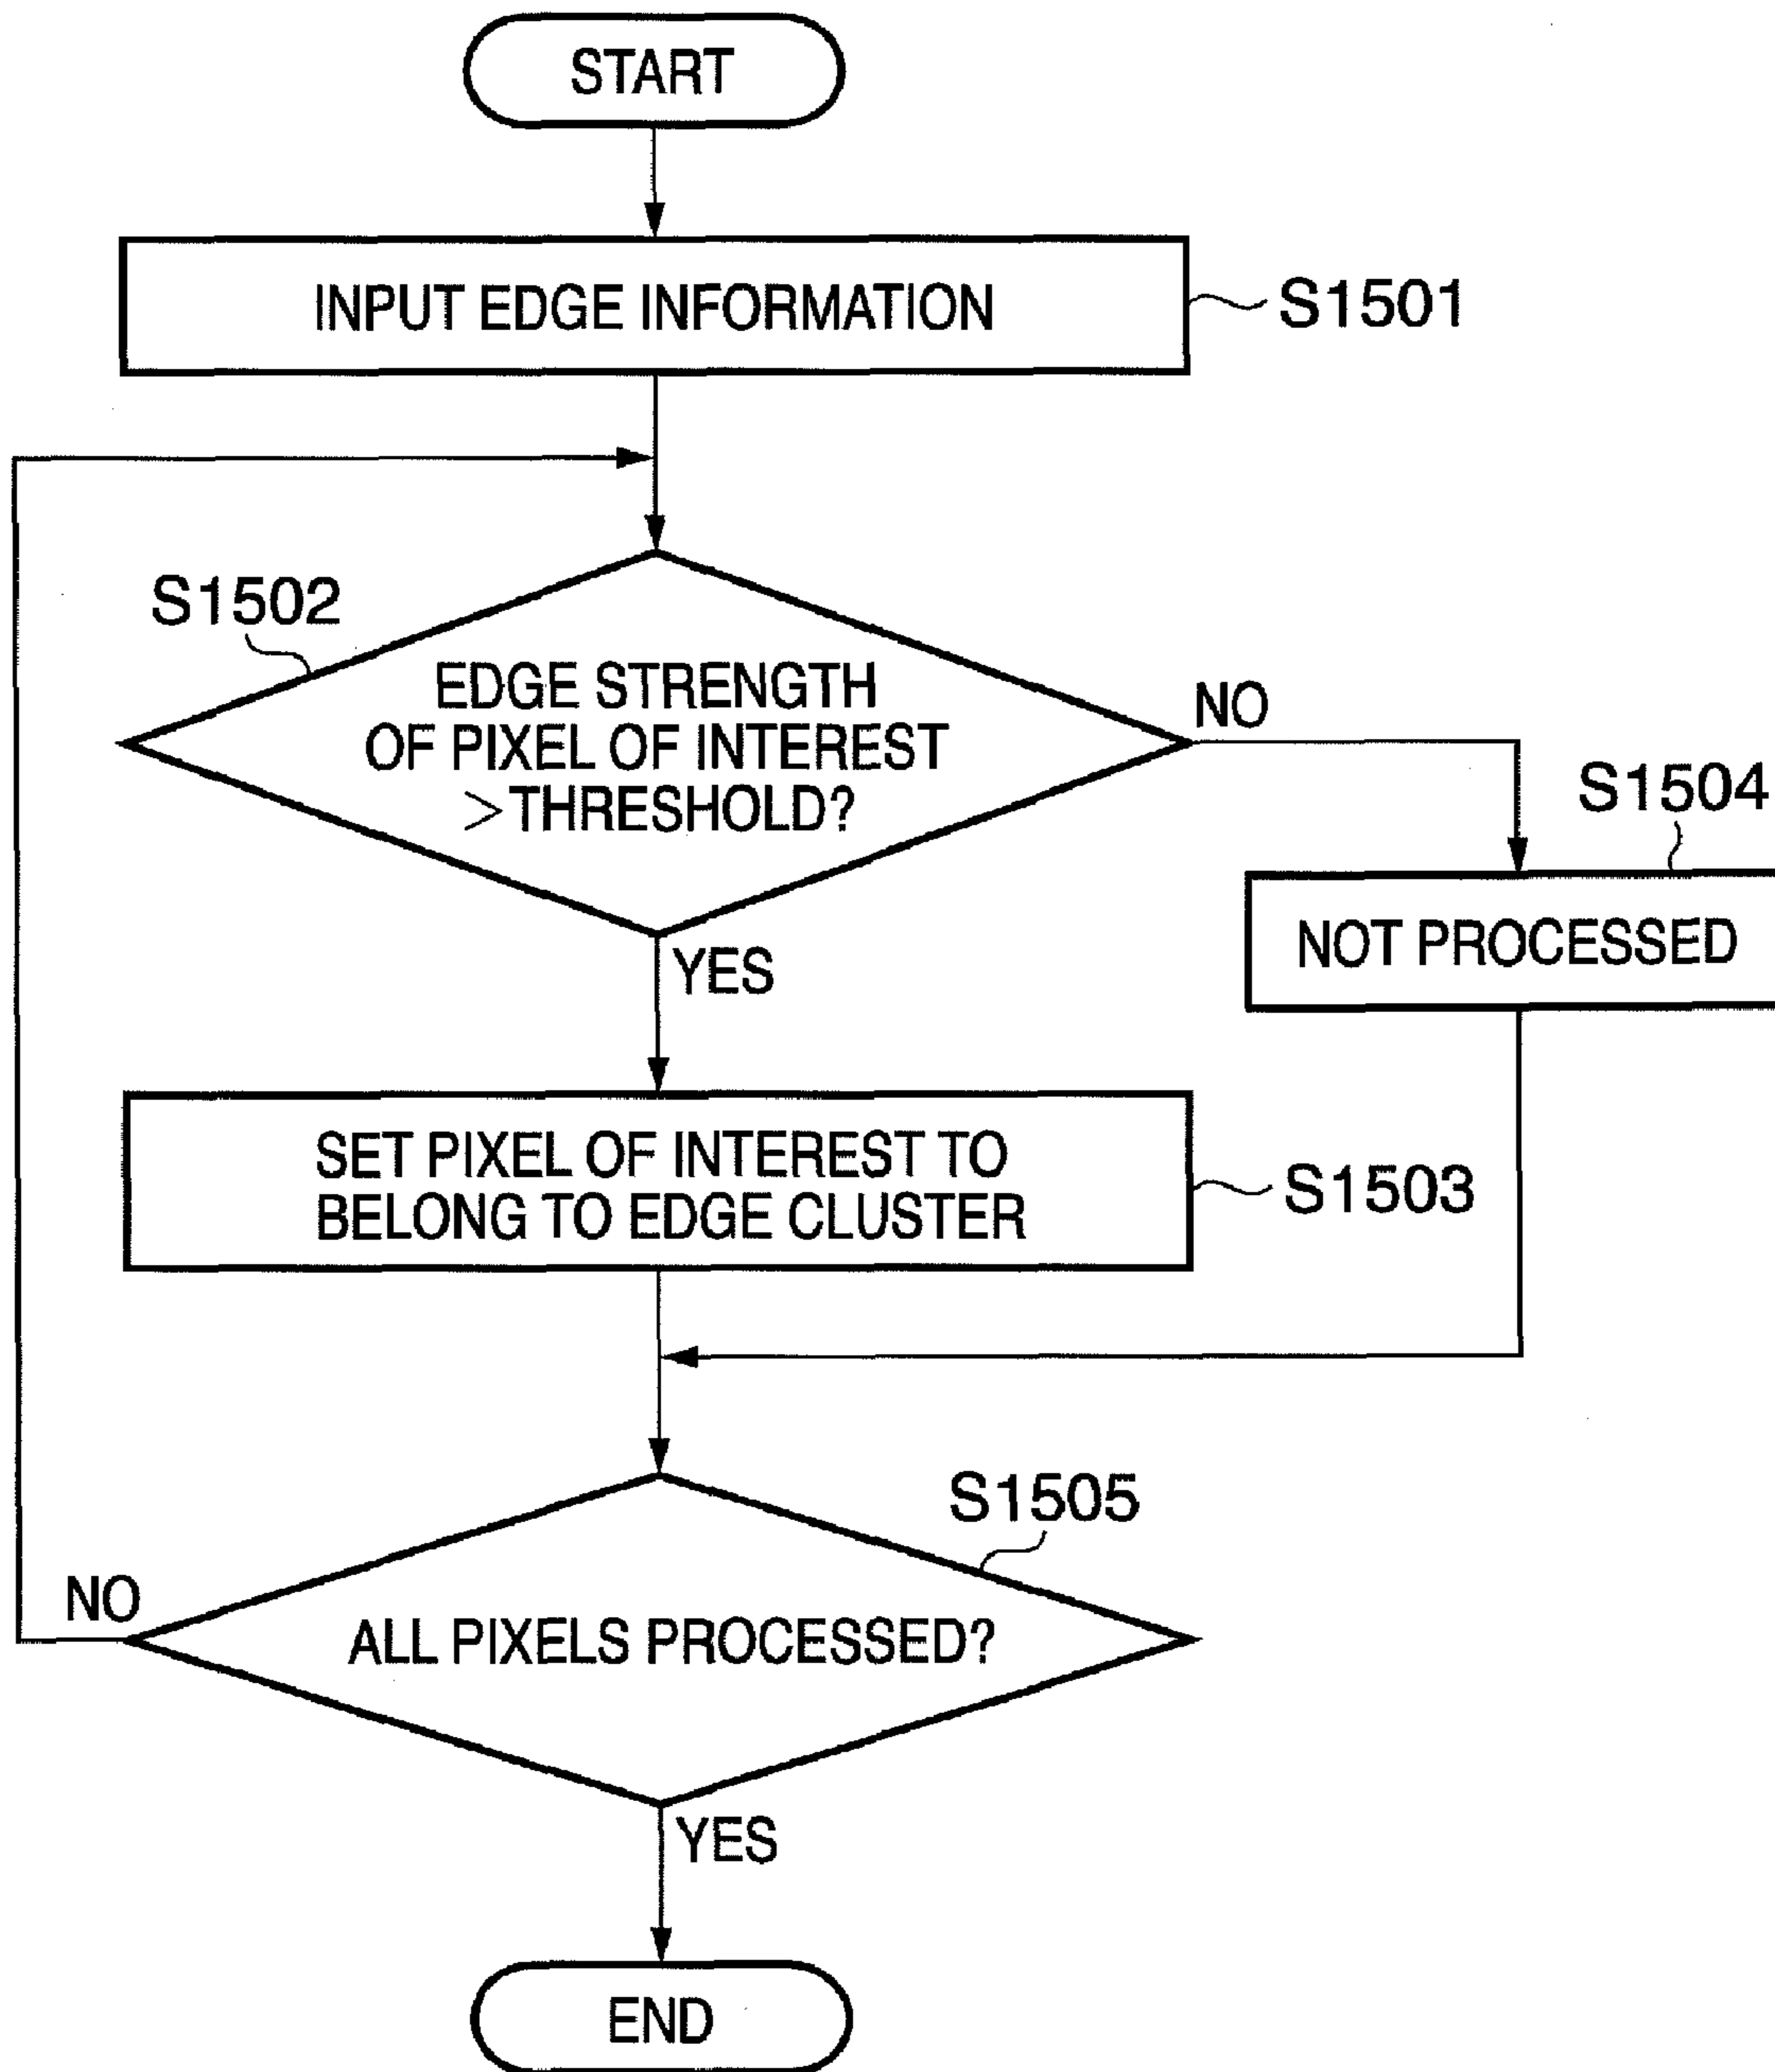 START
INPUT EDGE INFORMATION
S1501
S1502
EDGE STRENGTH
OF PIXEL OF INTEREST
>THRESHOLD?
NO
S1504
NOT PROCESSED
YES
SET PIXEL OF INTEREST TO
BELONG TO EDGE CLUSTER
S1503
S1505
NO
ALL PIXELS PROCESSED?
YES
END